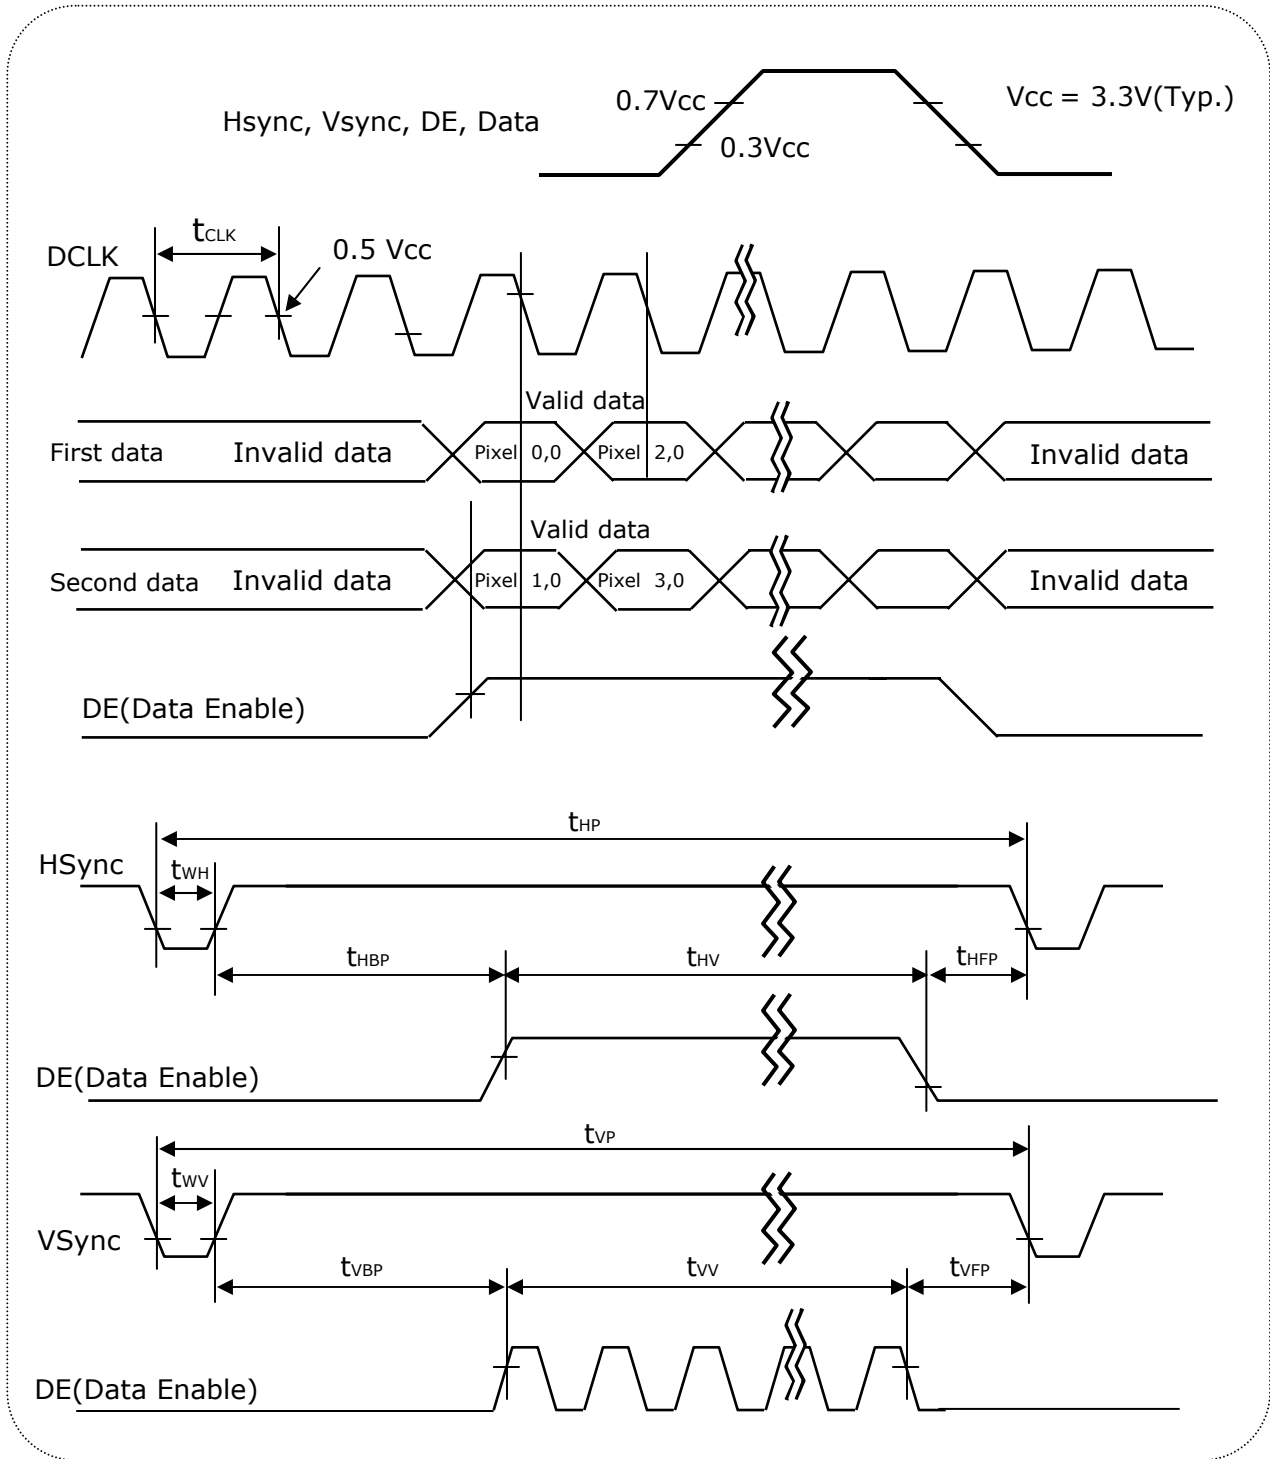 0.7Vcc
Vcc = 3.3V(Typ.)
Hsync, Vsync, DE, Data
0.3Vcc
tCLK
DCLK
0.5 Vcc
Valid data
First data
Invalid data
Pixel 0,0
Pixel 2,0
Invalid data
Valid data
Second data
Invalid data
Pixel 1,0
Pixel 3,0
Invalid data
DE(Data Enable)
tHP
HSync
tWH
tHBP
tHV
tHFP
DE(Data Enable)
tVP
tWV
VSync
tVBP
tVV
tVFP
DE(Data Enable)